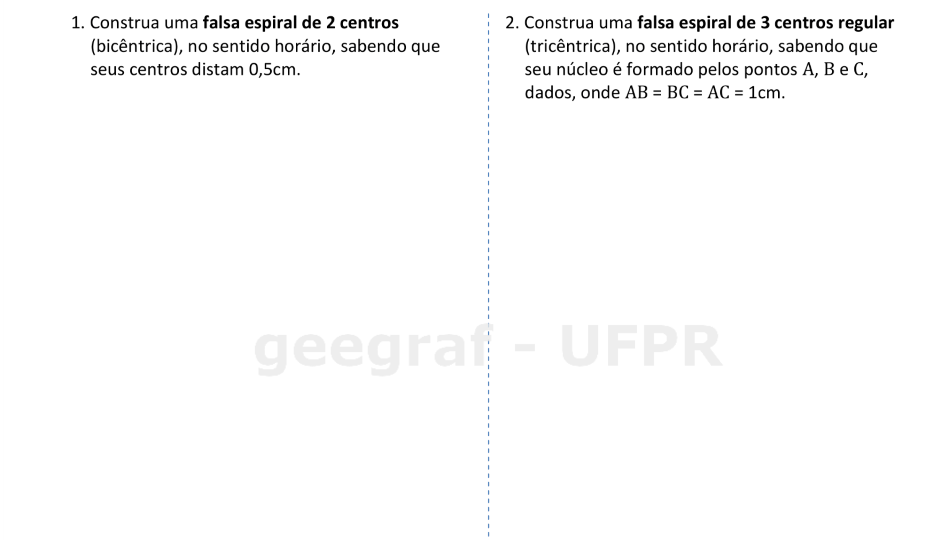 1. Construa uma falsa espiral de 2 centros
(bicêntrica), no sentido horário, sabendo que
seus centros distam 0,5cm.
2. Construa uma falsa espiral de 3 centros regular
(tricêntrica), no sentido horário, sabendo que
seu núcleo é formado pelos pontos A, B e C,
dados, onde AB = BC = AC = 1cm.
geegraf - UFPR